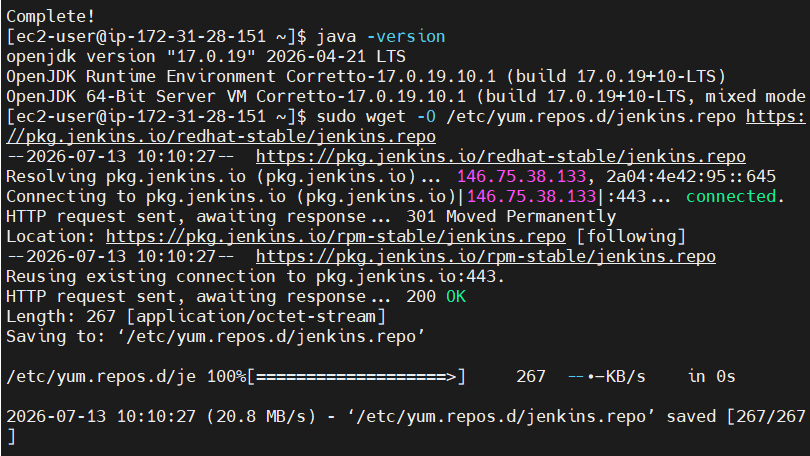 Complete!
[ec2-user@ip-172-31-28-151 ~]$ java -version
openjdk version "17.0.19" 2026-04-21 LTS
OpenJDK Runtime Environment Corretto-17.0.19.10.1 (build 17.0.19+10-LTS)
OpenJDK 64-Bit Server VM Corretto-17.0.19.10.1 (build 17.0.19+10-LTS, mixed mode
[ec2-user@ip-172-31-28-151 ~]$ sudo wget -O /etc/yum.repos.d/jenkins.repo https:
//pkg.jenkins.io/redhat-stable/jenkins.repo
--2026-07-13 10:10:27--  https://pkg.jenkins.io/redhat-stable/jenkins.repo
Resolving pkg.jenkins.io (pkg.jenkins.io)... 146.75.38.133, 2a04:4e42:95::645
Connecting to pkg.jenkins.io (pkg.jenkins.io)|146.75.38.133|:443... connected.
HTTP request sent, awaiting response... 301 Moved Permanently
Location: https://pkg.jenkins.io/rpm-stable/jenkins.repo [following]
--2026-07-13 10:10:27--  https://pkg.jenkins.io/rpm-stable/jenkins.repo
Reusing existing connection to pkg.jenkins.io:443.
HTTP request sent, awaiting response... 200 OK
Length: 267 [application/octet-stream]
Saving to: ‘/etc/yum.repos.d/jenkins.repo’
/etc/yum.repos.d/je 100%[===================>]     267  --.-KB/s    in 0s
2026-07-13 10:10:27 (20.8 MB/s) - ‘/etc/yum.repos.d/jenkins.repo’ saved [267/267
]